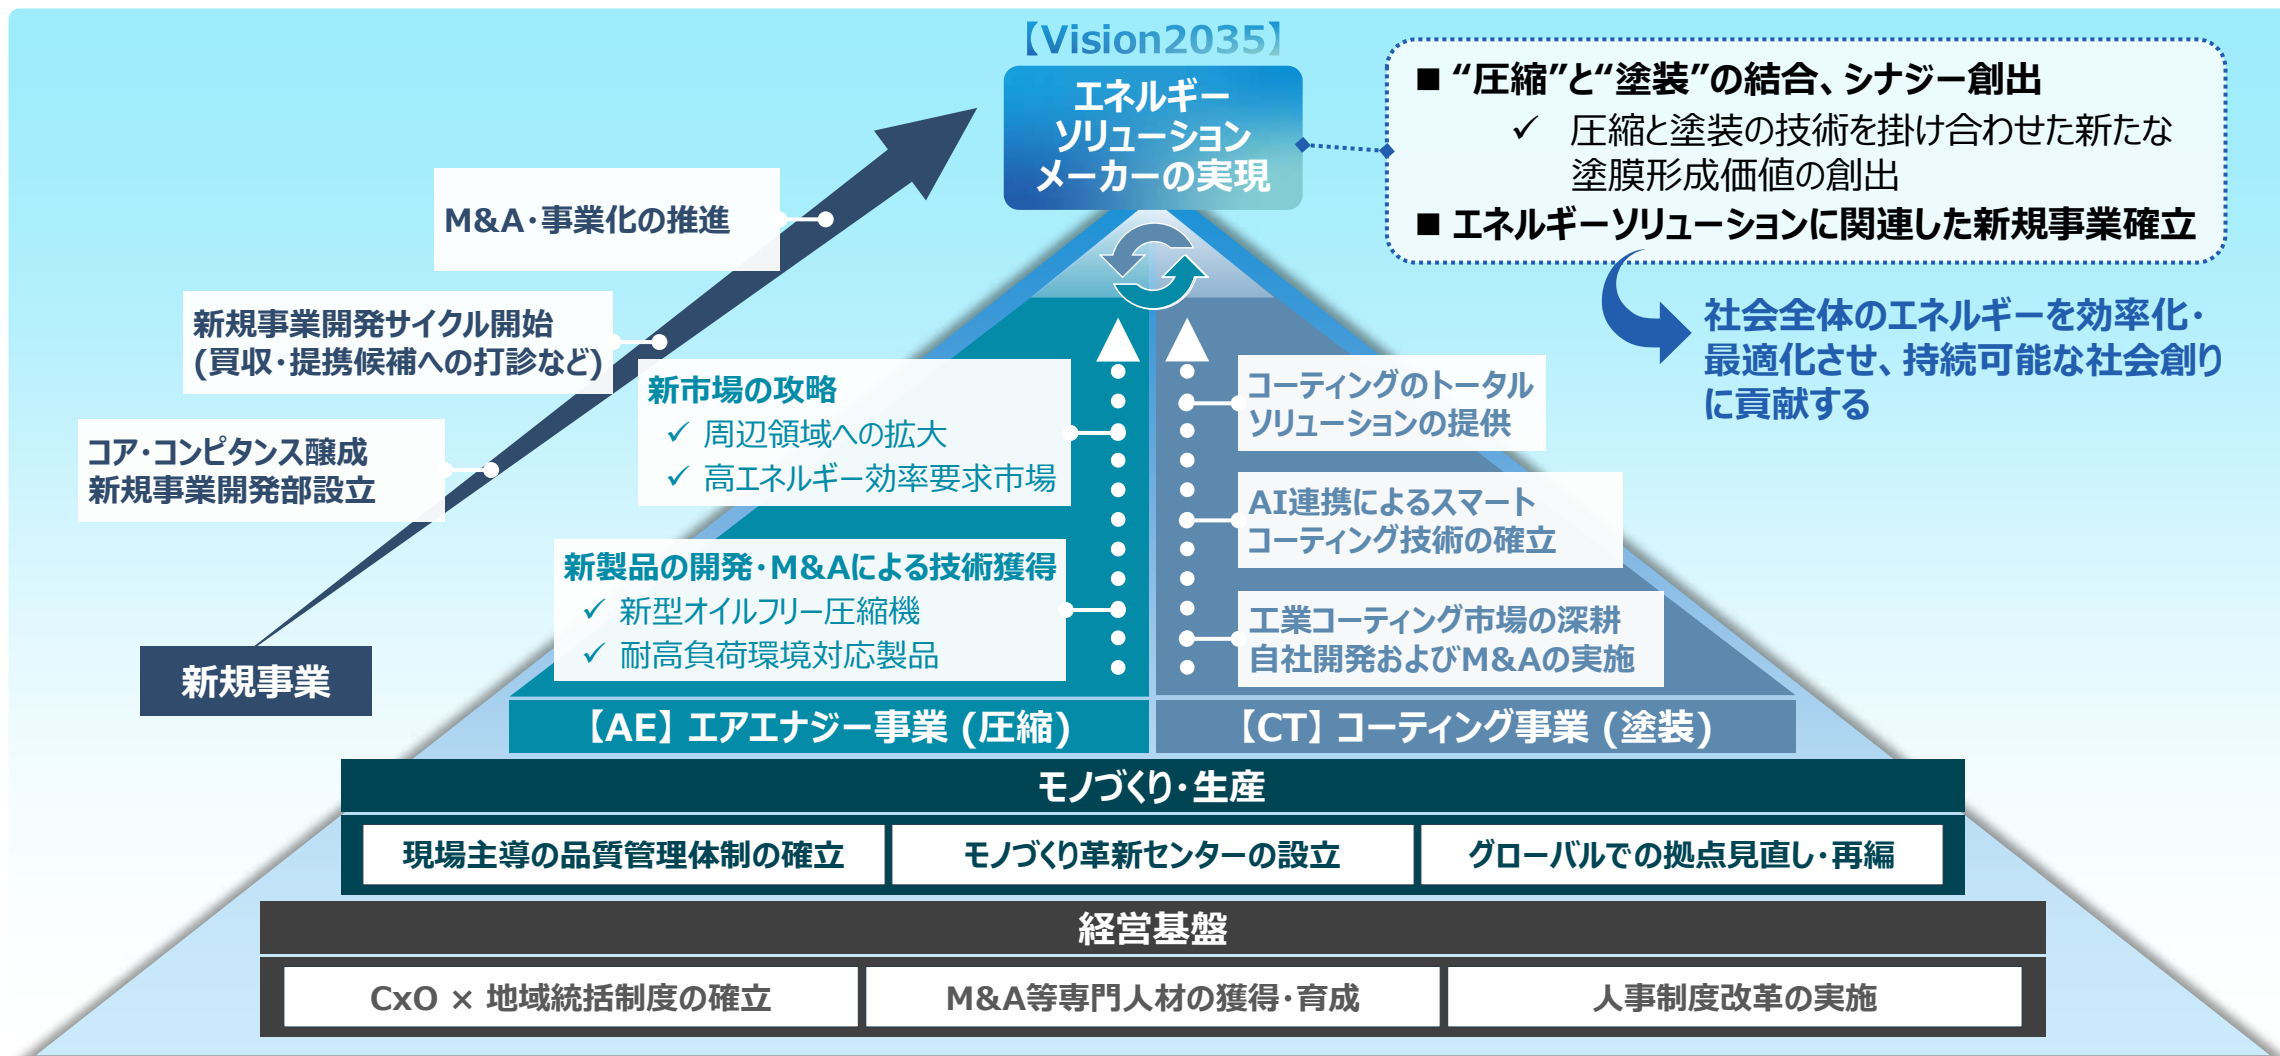 【Vision2035】
エネルギー
ソリューション
メーカーの実現
■ “圧縮”と“塗装”の結合、シナジー創出
✓ 圧縮と塗装の技術を掛け合わせた新たな
塗膜形成価値の創出
■ エネルギーソリューションに関連した新規事業確立
社会全体のエネルギーを効率化・
最適化させ、持続可能な社会創り
に貢献する
M&A・事業化の推進
新規事業開発サイクル開始
(買収・提携候補への打診など)
コア・コンピタンス醸成
新規事業開発部設立
新規事業
新市場の攻略
✓ 周辺領域への拡大
✓ 高エネルギー効率要求市場
新製品の開発・M&Aによる技術獲得
✓ 新型オイルフリー圧縮機
✓ 耐高負荷環境対応製品
コーティングのトータル
ソリューションの提供
AI連携によるスマート
コーティング技術の確立
工業コーティング市場の深耕
自社開発およびM&Aの実施
【AE】エアエナジー事業 (圧縮)
【CT】コーティング事業 (塗装)
モノづくり・生産
現場主導の品質管理体制の確立
モノづくり革新センターの設立
グローバルでの拠点見直し・再編
経営基盤
CxO × 地域統括制度の確立
M&A等専門人材の獲得・育成
人事制度改革の実施